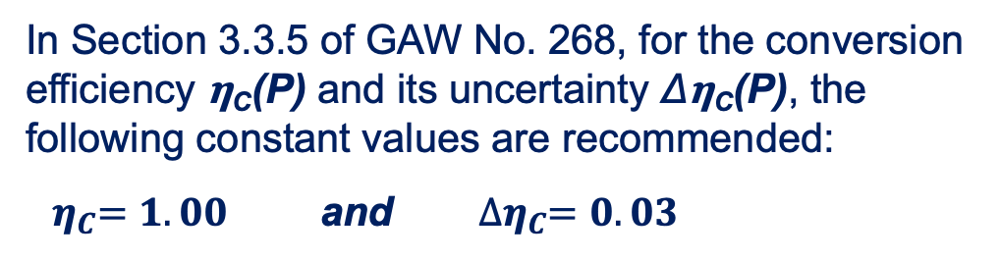 In Section 3.3.5 of GAW No. 268, for the conversion
efficiency ηC(P) and its uncertainty ΔηC(P), the
following constant values are recommended:
ηC= 1.00 and ΔηC= 0.03